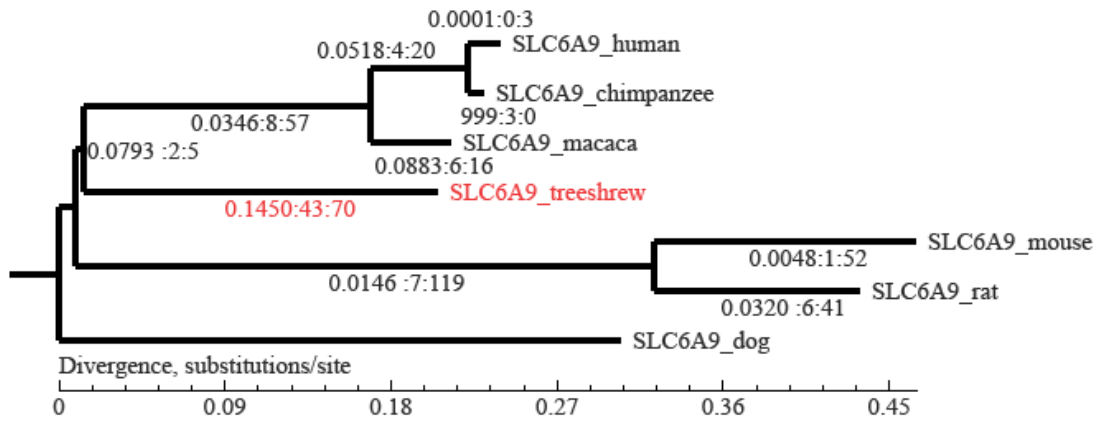 0.0001:0:3
SLC6A9_human
0.0518:4:20
SLC6A9_chimpanzee
999:3:0
0.0346:8:57
SLC6A9_macaca
0.0793 :2:5
0.0883:6:16
SLC6A9_treeshrew
0.1450:43:70
SLC6A9_mouse
0.0048:1:52
0.0146 :7:119
SLC6A9_rat
0.0320 :6:41
SLC6A9_dog
Divergence, substitutions/site
0 0.09 0.18 0.27 0.36 0.45